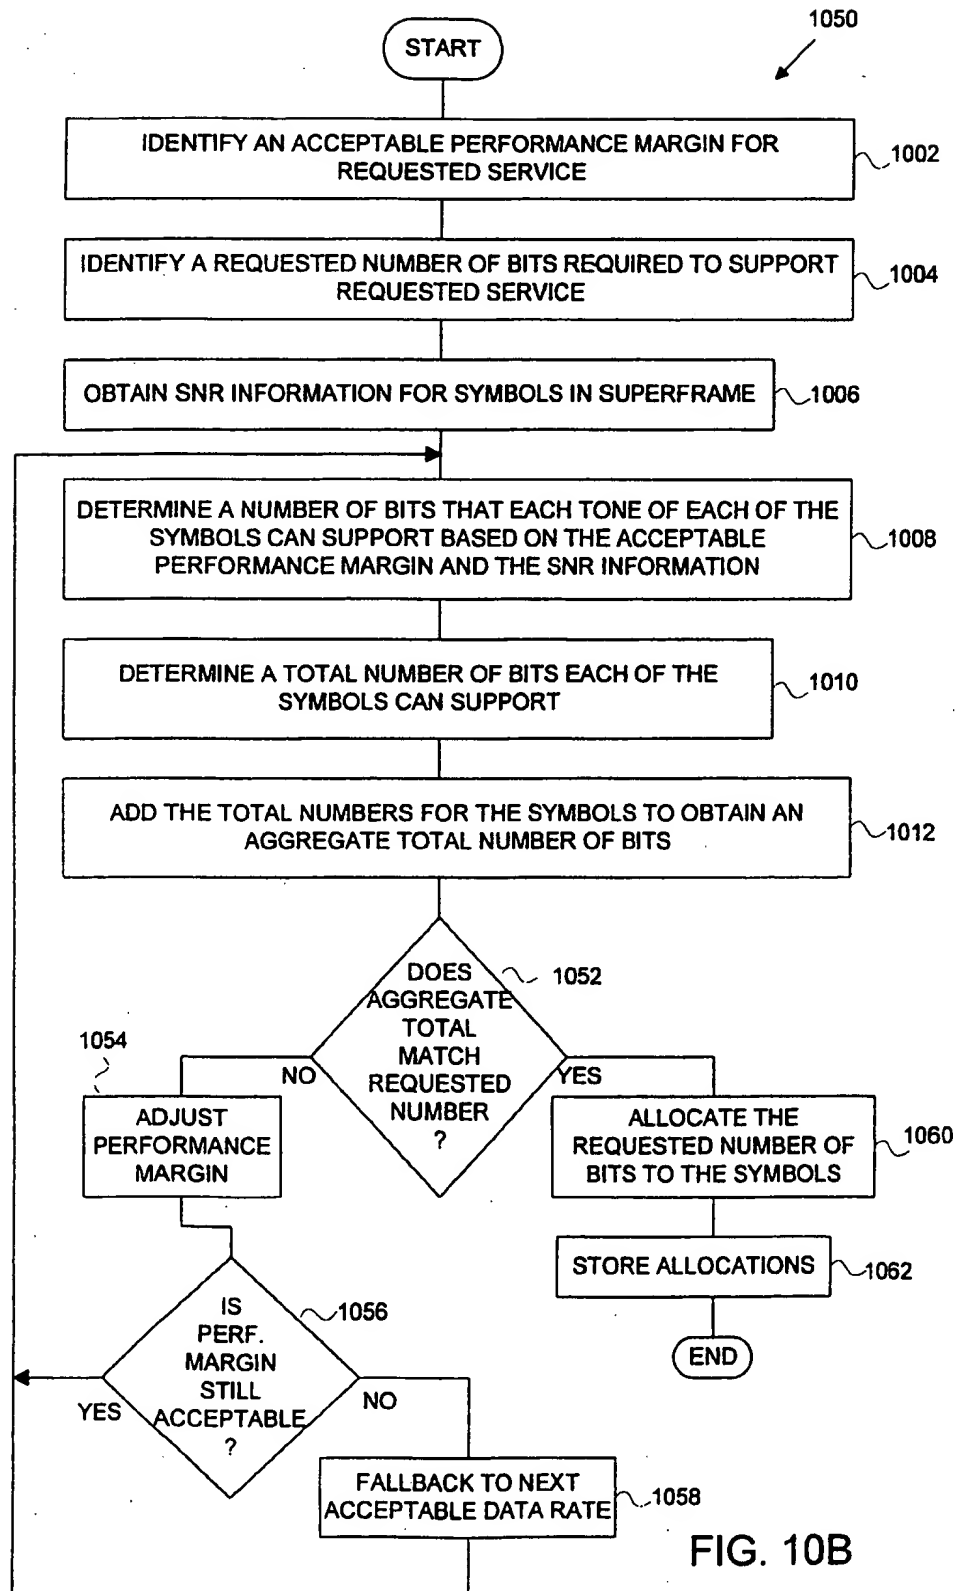 1050
START
IDENTIFY AN ACCEPTABLE PERFORMANCE MARGIN FOR
REQUESTED SERVICE
1002
IDENTIFY A REQUESTED NUMBER OF BITS REQUIRED TO SUPPORT
REQUESTED SERVICE
1004
OBTAIN SNR INFORMATION FOR SYMBOLS IN SUPERFRAME
1006
DETERMINE A NUMBER OF BITS THAT EACH TONE OF EACH OF THE
SYMBOLS CAN SUPPORT BASED ON THE ACCEPTABLE
PERFORMANCE MARGIN AND THE SNR INFORMATION
1008
DETERMINE A TOTAL NUMBER OF BITS EACH OF THE
SYMBOLS CAN SUPPORT
1010
ADD THE TOTAL NUMBERS FOR THE SYMBOLS TO OBTAIN AN
AGGREGATE TOTAL NUMBER OF BITS
1012
DOES
AGGREGATE
TOTAL
MATCH
REQUESTED
NUMBER
?
1052
NO
YES
1054
ADJUST
PERFORMANCE
MARGIN
ALLOCATE THE
REQUESTED NUMBER OF
BITS TO THE SYMBOLS
1060
STORE ALLOCATIONS
1062
END
IS
PERF.
MARGIN
STILL
ACCEPTABLE
?
1056
YES
NO
FALLBACK TO NEXT
ACCEPTABLE DATA RATE
1058
FIG. 10B